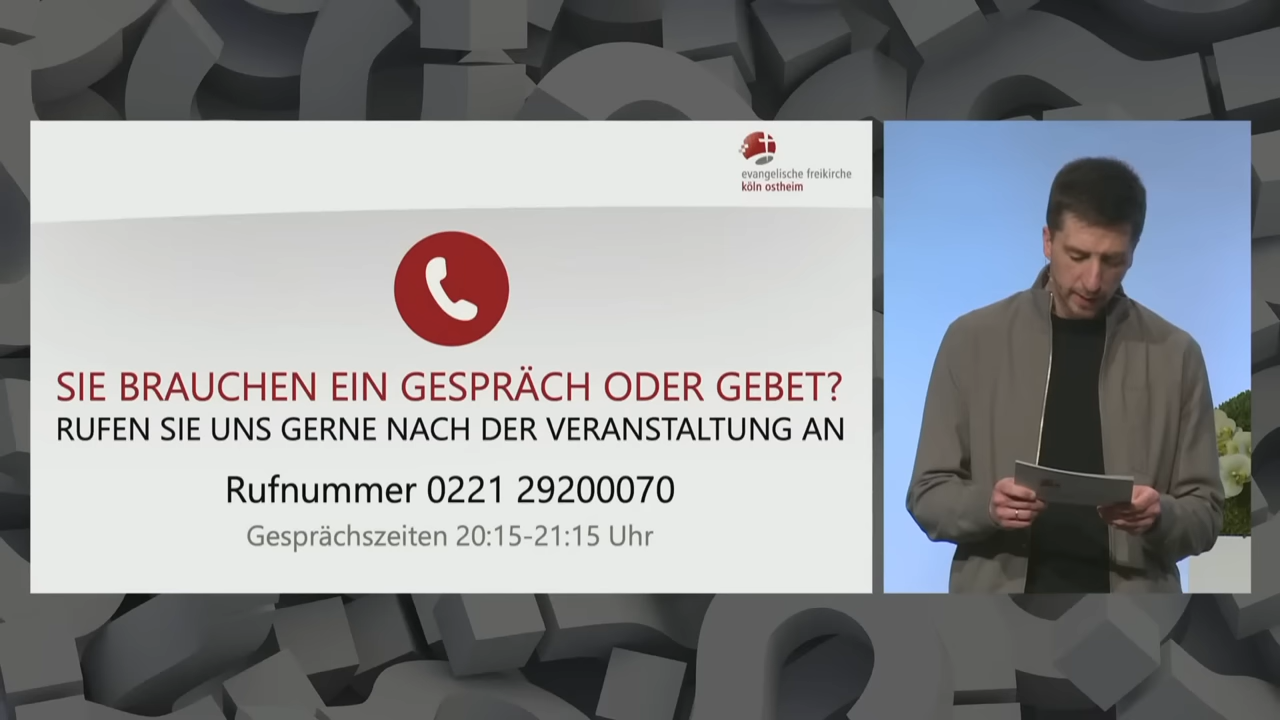 evangelische freikirche
köln ostheim
SIE BRAUCHEN EIN GESPRÄCH ODER GEBET?
RUFEN SIE UNS GERNE NACH DER VERANSTALTUNG AN
Rufnummer 0221 29200070
Gesprächszeiten 20:15-21:15 Uhr